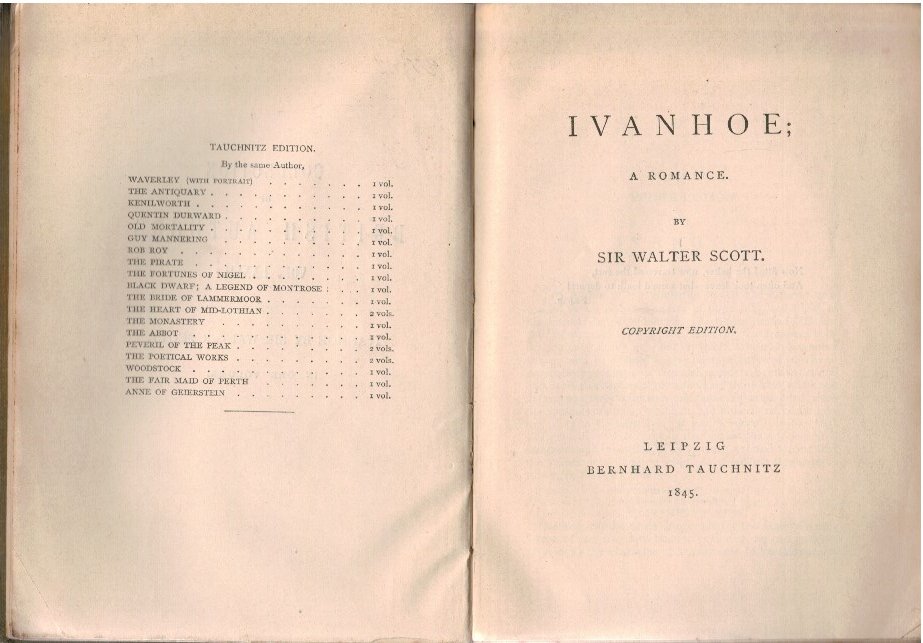 TAUCHNITZ EDITION.
By the same Author,
WAVERLEY (WITH PORTRAIT) . . . . . . . 1 vol.
THE ANTIQUARY . . . . . . . . . . 1 vol.
KENILWORTH . . . . . . . . . . . 1 vol.
QUENTIN DURWARD . . . . . . . . . 1 vol.
OLD MORTALITY . . . . . . . . . . 1 vol.
GUY MANNERING . . . . . . . . . . 1 vol.
ROB ROY . . . . . . . . . . . . 1 vol.
THE PIRATE . . . . . . . . . . . 1 vol.
THE FORTUNES OF NIGEL . . . . . . . . 1 vol.
BLACK DWARF; A LEGEND OF MONTROSE : . . . 1 vol.
THE BRIDE OF LAMMERMOOR . . . . . . . 1 vol.
THE HEART OF MID-LOTHIAN . . . . . . . 2 vols.
THE MONASTERY . . . . . . . . . . 1 vol.
THE ABBOT . . . . . . . . . . . 1 vol.
PEVERIL OF THE PEAK . . . . . . . . . 2 vols.
THE POETICAL WORKS . . . . . . . . . 2 vols.
WOODSTOCK . . . . . . . . . . . 1 vol.
THE FAIR MAID OF PERTH . . . . . . . . 1 vol.
ANNE OF GEIERSTEIN . . . . . . . . . 1 vol.
IVANHOE;
A ROMANCE.
BY
SIR WALTER SCOTT.
COPYRIGHT EDITION.
LEIPZIG
BERNHARD TAUCHNITZ
1845.